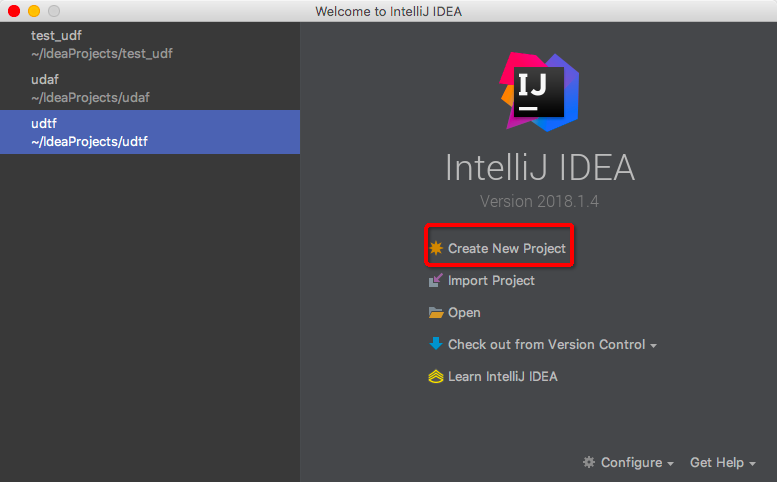 Welcome to IntelliJ IDEA
test_udf
~/IdeaProjects/test_udf
udaf
~/IdeaProjects/udaf
udtf
~/IdeaProjects/udtf
IJ
IntelliJ IDEA
Version 2018.1.4
Create New Project
Import Project
Open
Check out from Version Control
Learn IntelliJ IDEA
Configure
Get Help